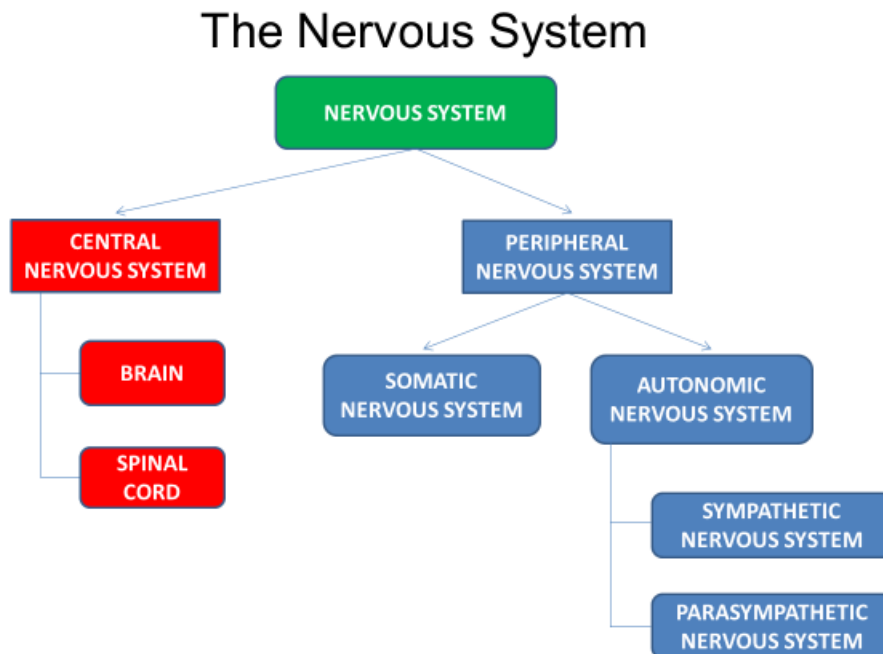 The Nervous System
NERVOUS SYSTEM
CENTRAL
NERVOUS SYSTEM
PERIPHERAL
NERVOUS SYSTEM
BRAIN
SOMATIC
NERVOUS SYSTEM
AUTONOMIC
NERVOUS SYSTEM
SPINAL
CORD
SYMPATHETIC
NERVOUS SYSTEM
PARASYMPATHETIC
NERVOUS SYSTEM